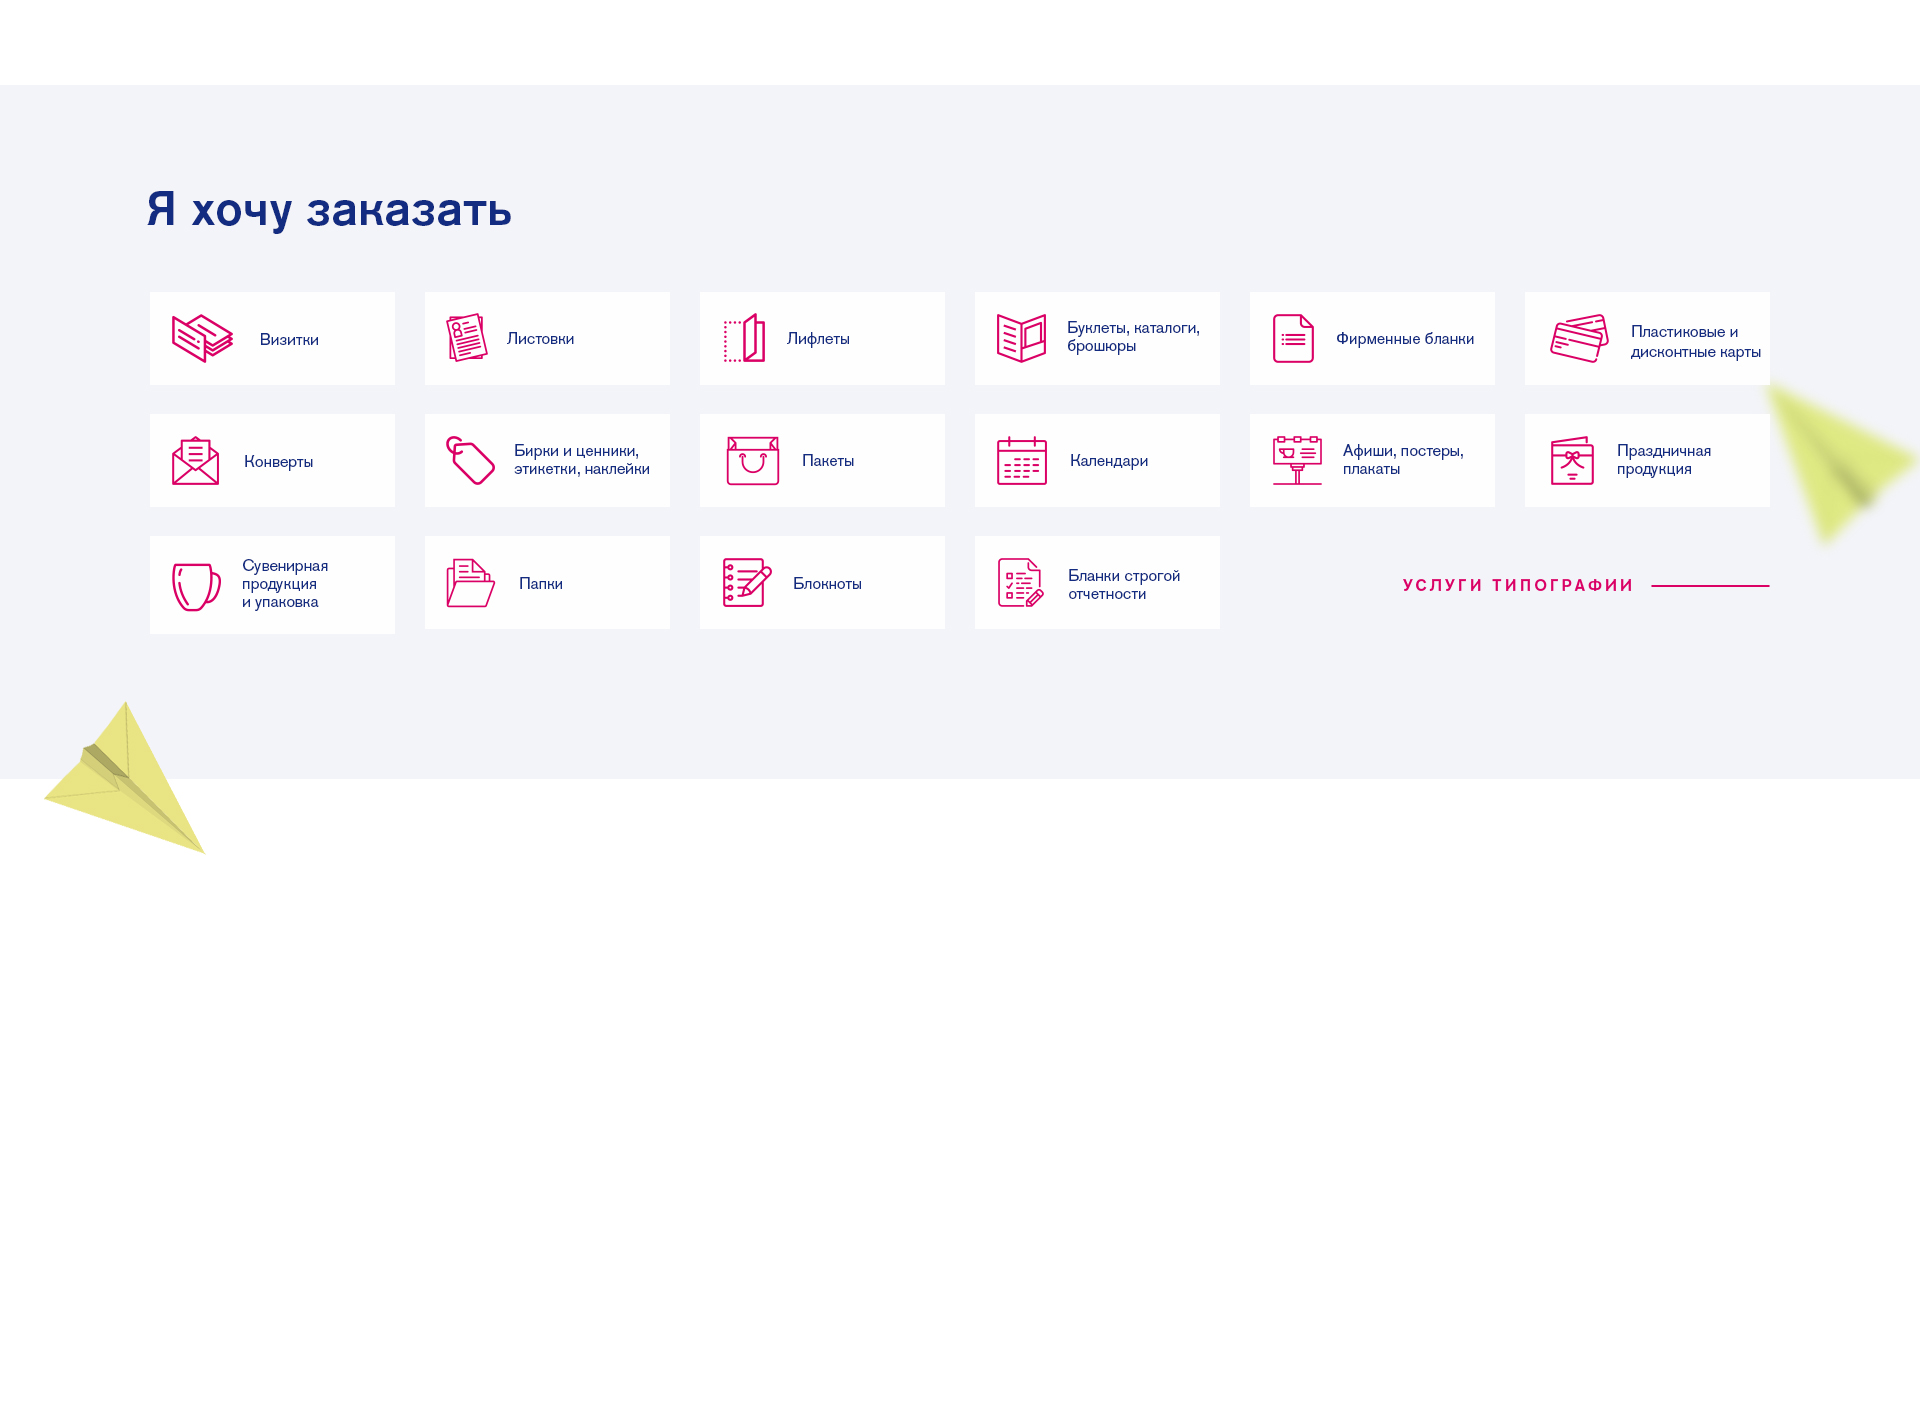 Я хочу заказать
Визитки
Листовки
Лифлеты
Буклеты, каталоги,
брошюры
Фирменные бланки
Пластиковые и
дисконтные карты
Конверты
Бирки и ценники,
этикетки, наклейки
Пакеты
Календари
Афиши, постеры,
плакаты
Праздничная
продукция
Сувенирная
продукция
и упаковка
Папки
Блокноты
Бланки строгой
отчетности
УСЛУГИ ТИПОГРАФИИ